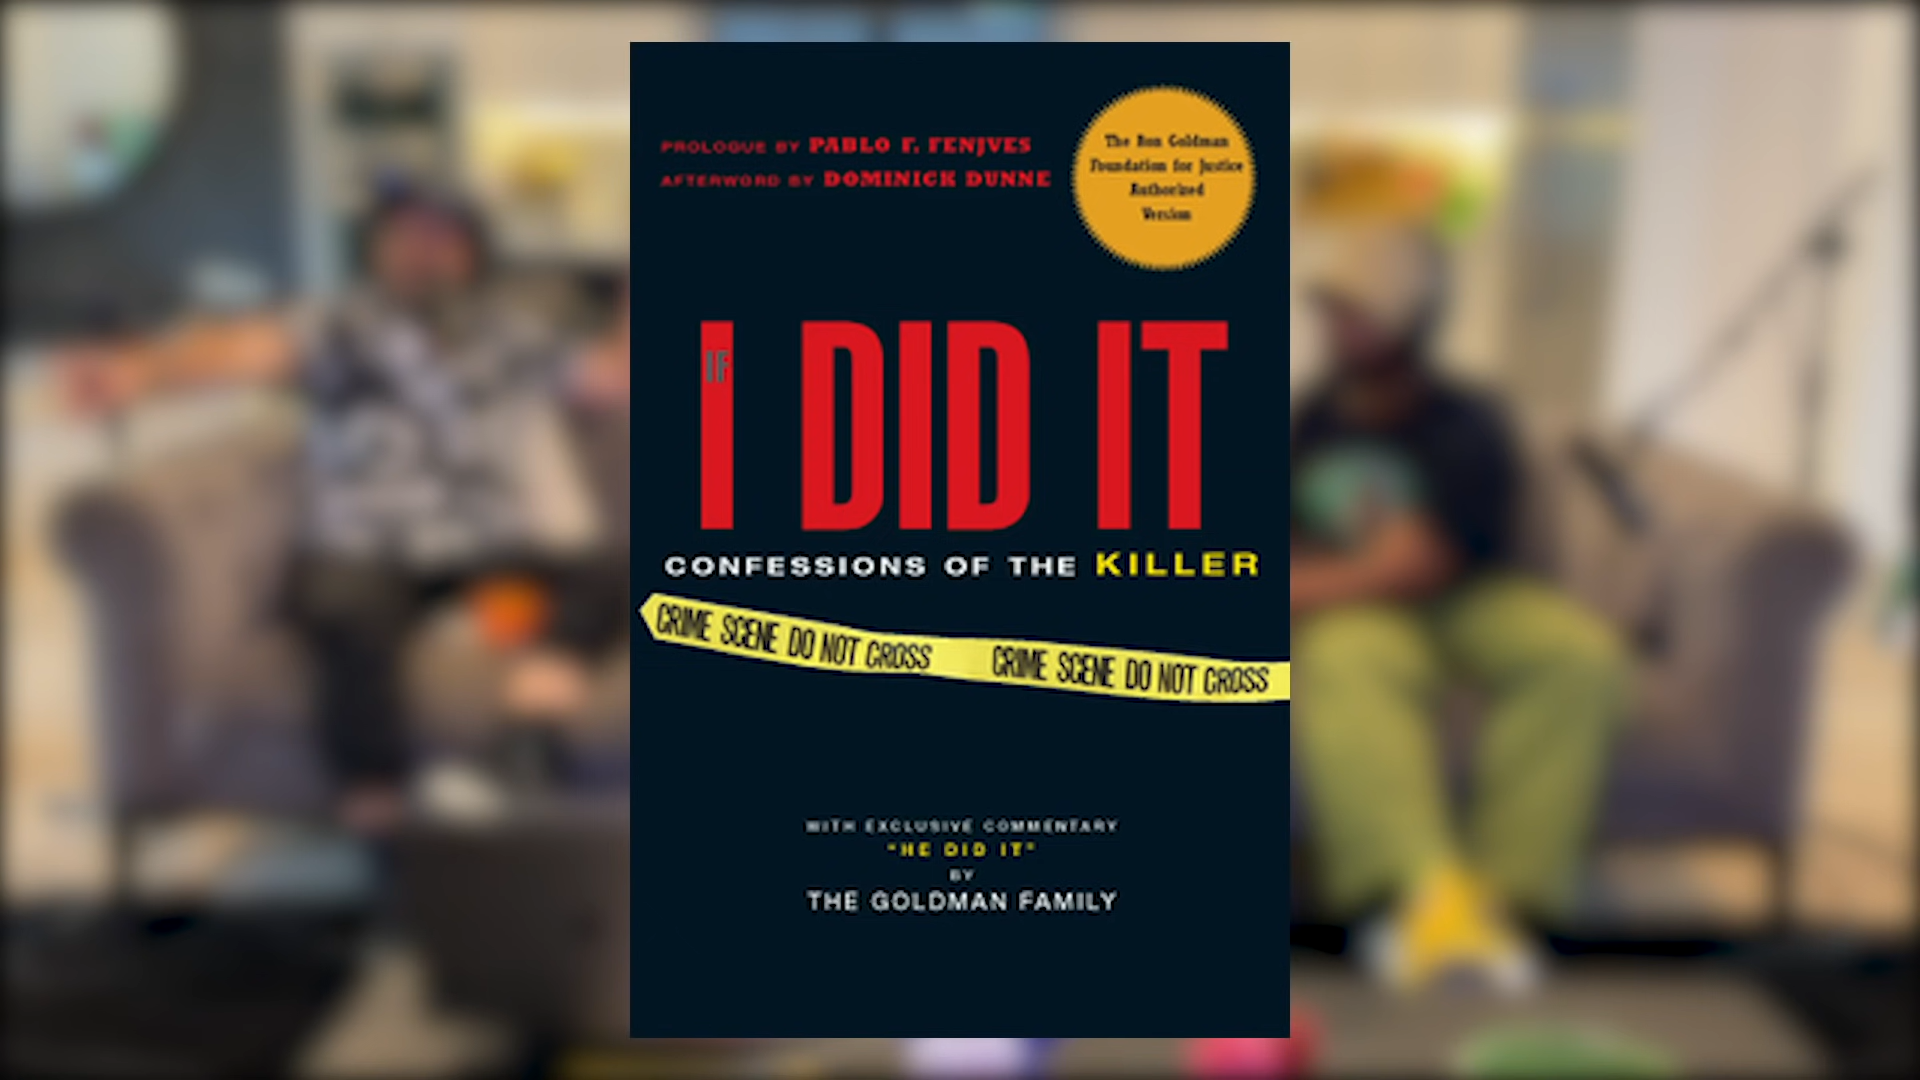 PROLOGUE BY PABLO F. FENJVES
AFTERWORD BY DOMINICK DUNNE
The Ron Goldman
Foundation for Justice
Authorized
Version
IF
I DID IT
CONFESSIONS OF THE KILLER
CRIME SCENE DO NOT CROSS CRIME SCENE DO NOT CROSS
WITH EXCLUSIVE COMMENTARY
"HE DID IT"
BY
THE GOLDMAN FAMILY